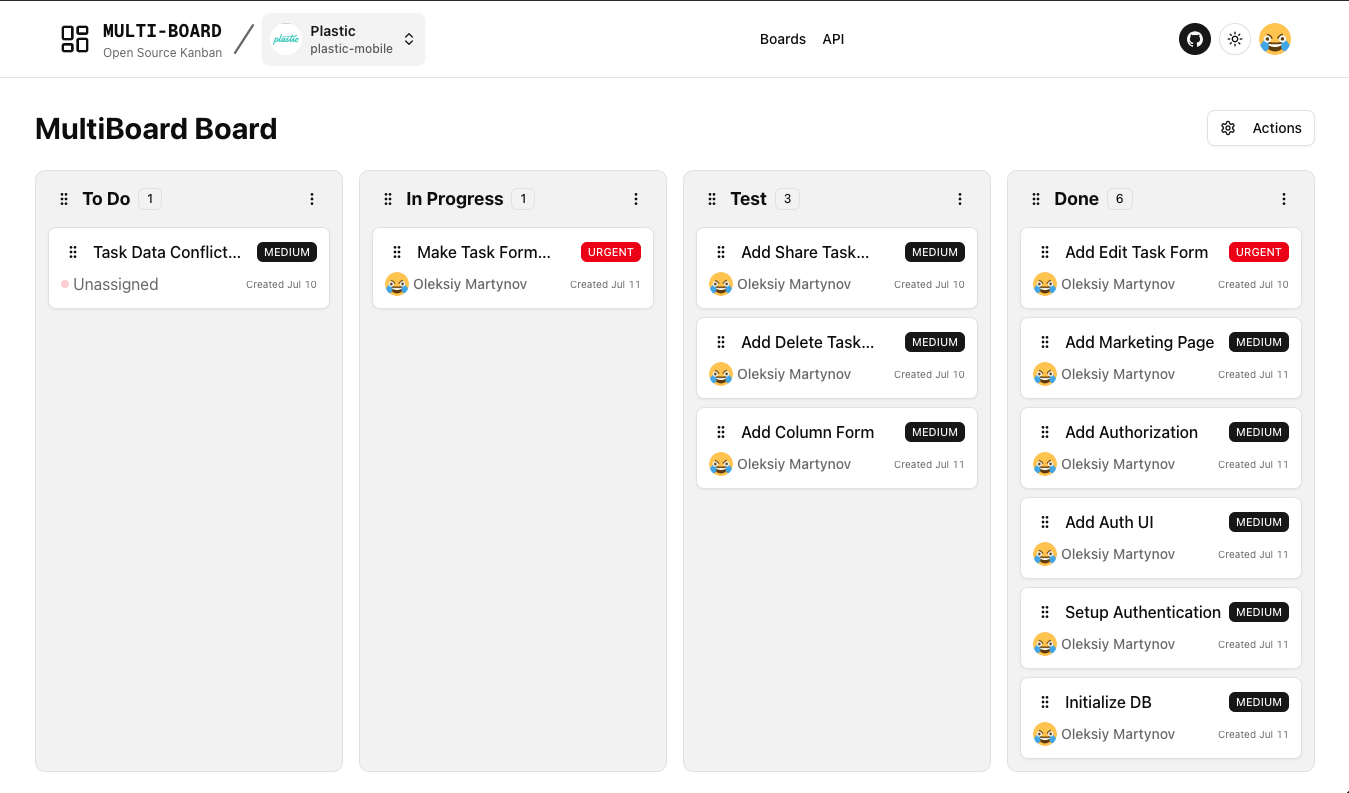 MULTI-BOARD
Open Source Kanban
plastic
Plastic
plastic-mobile
Boards API
MultiBoard Board
Actions
To Do 1
Task Data Conflict... MEDIUM
Unassigned Created Jul 10
In Progress 1
Make Task Form... URGENT
Oleksiy Martynov Created Jul 11
Test 3
Add Share Task... MEDIUM
Oleksiy Martynov Created Jul 10
Add Delete Task... MEDIUM
Oleksiy Martynov Created Jul 10
Add Column Form MEDIUM
Oleksiy Martynov Created Jul 11
Done 6
Add Edit Task Form URGENT
Oleksiy Martynov Created Jul 10
Add Marketing Page MEDIUM
Oleksiy Martynov Created Jul 11
Add Authorization MEDIUM
Oleksiy Martynov Created Jul 11
Add Auth UI MEDIUM
Oleksiy Martynov Created Jul 11
Setup Authentication MEDIUM
Oleksiy Martynov Created Jul 11
Initialize DB MEDIUM
Oleksiy Martynov Created Jul 11